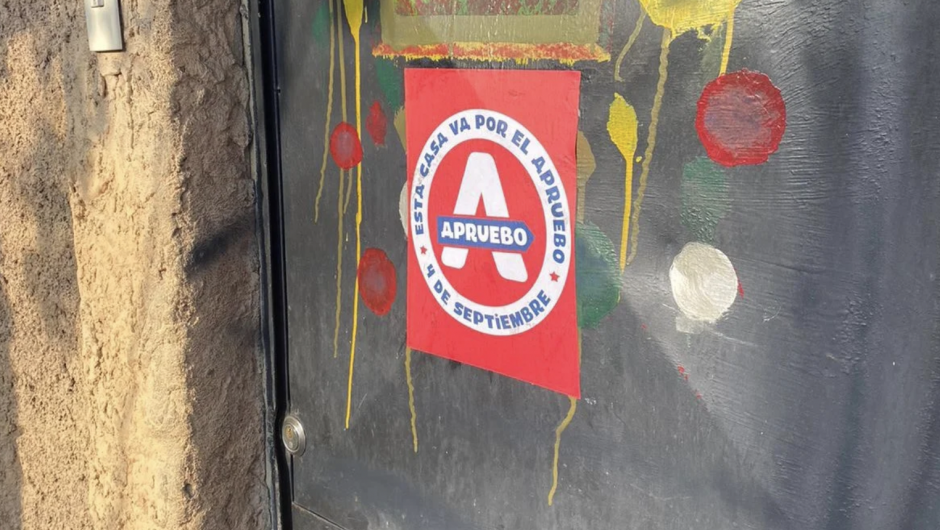 ESTA CASA VA POR EL APRUEBO
APRUEBO
★ 4 DE SEPTiEMBRE ★